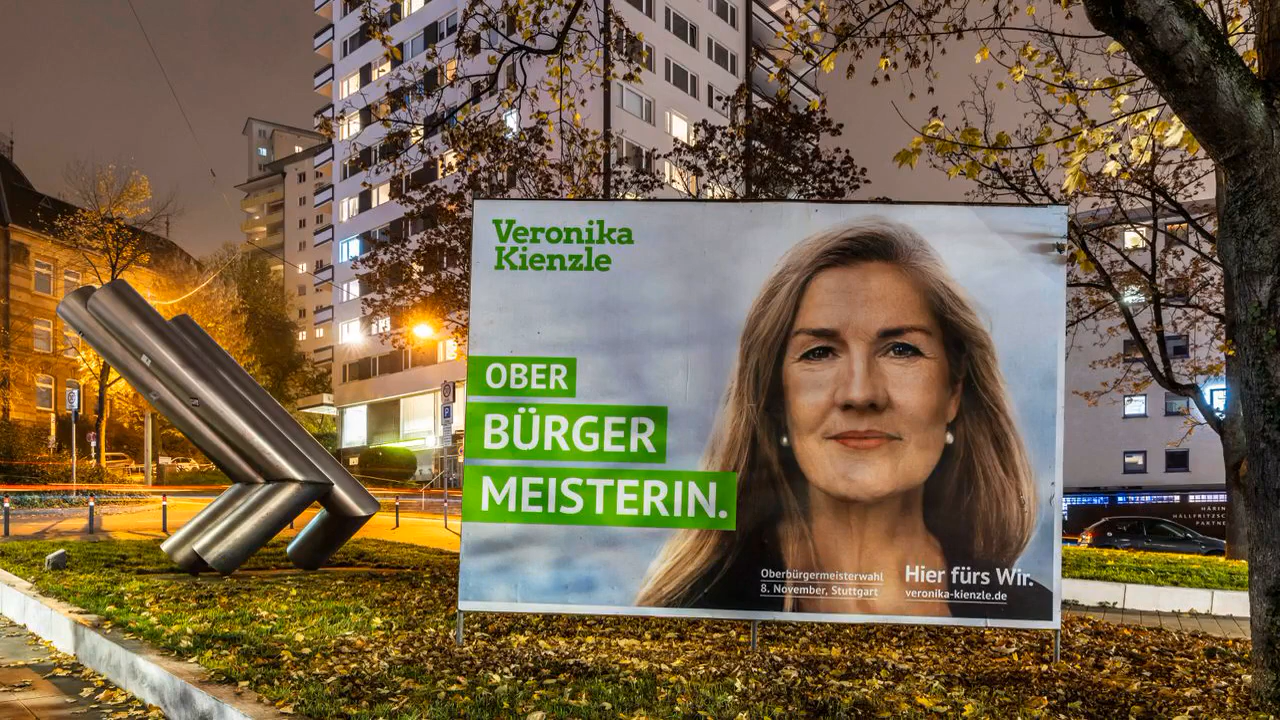 Veronika
Kienzle
OBER
BÜRGER
MEISTERIN.
Oberbürgermeisterwahl
8. November, Stuttgart
Hier fürs Wir.
veronika-kienzle.de
P